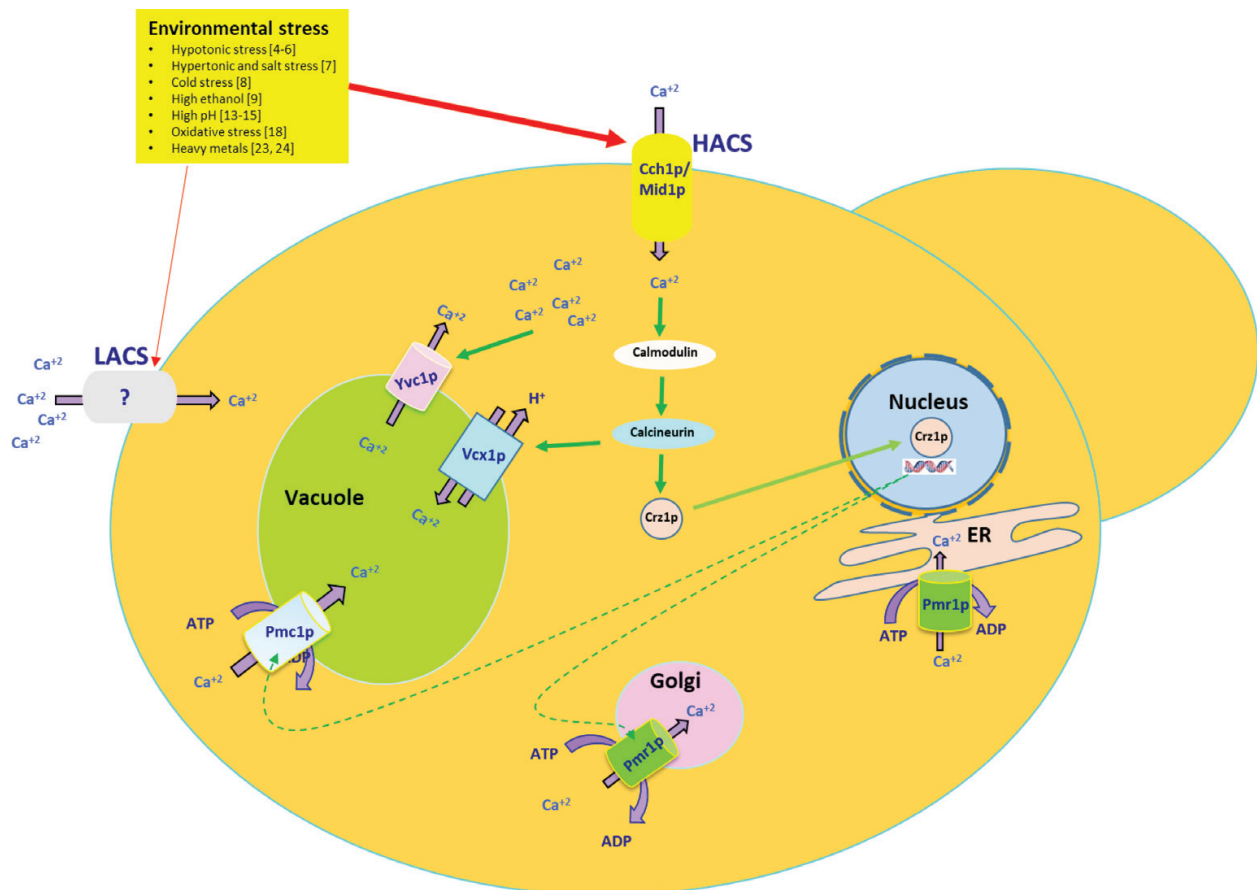 Environmental stress
• Hypotonic stress [4-6]
• Hypertonic and salt stress [7]
• Cold stress [8]
• High ethanol [9]
• High pH [13-15]
• Oxidative stress [18]
• Heavy metals [23, 24]
Ca+2
HACS
Cch1p/
Mid1p
Ca+2
Ca+2
Ca+2
Ca+2
Ca+2
Ca+2
Ca+2
Calmodulin
LACS
Ca+2
?
Ca+2
Ca+2
Ca+2
Ca+2
Yvc1p
Ca+2
H+
Vcx1p
Ca+2
Calcineurin
Nucleus
Crz1p
Vacuole
Crz1p
ER
Ca+2
Pmr1p
ATP
ADP
Ca+2
Ca+2
ATP
Pmc1p
ADP
Ca+2
Golgi
Ca+2
ATP
Pmr1p
Ca+2
ADP